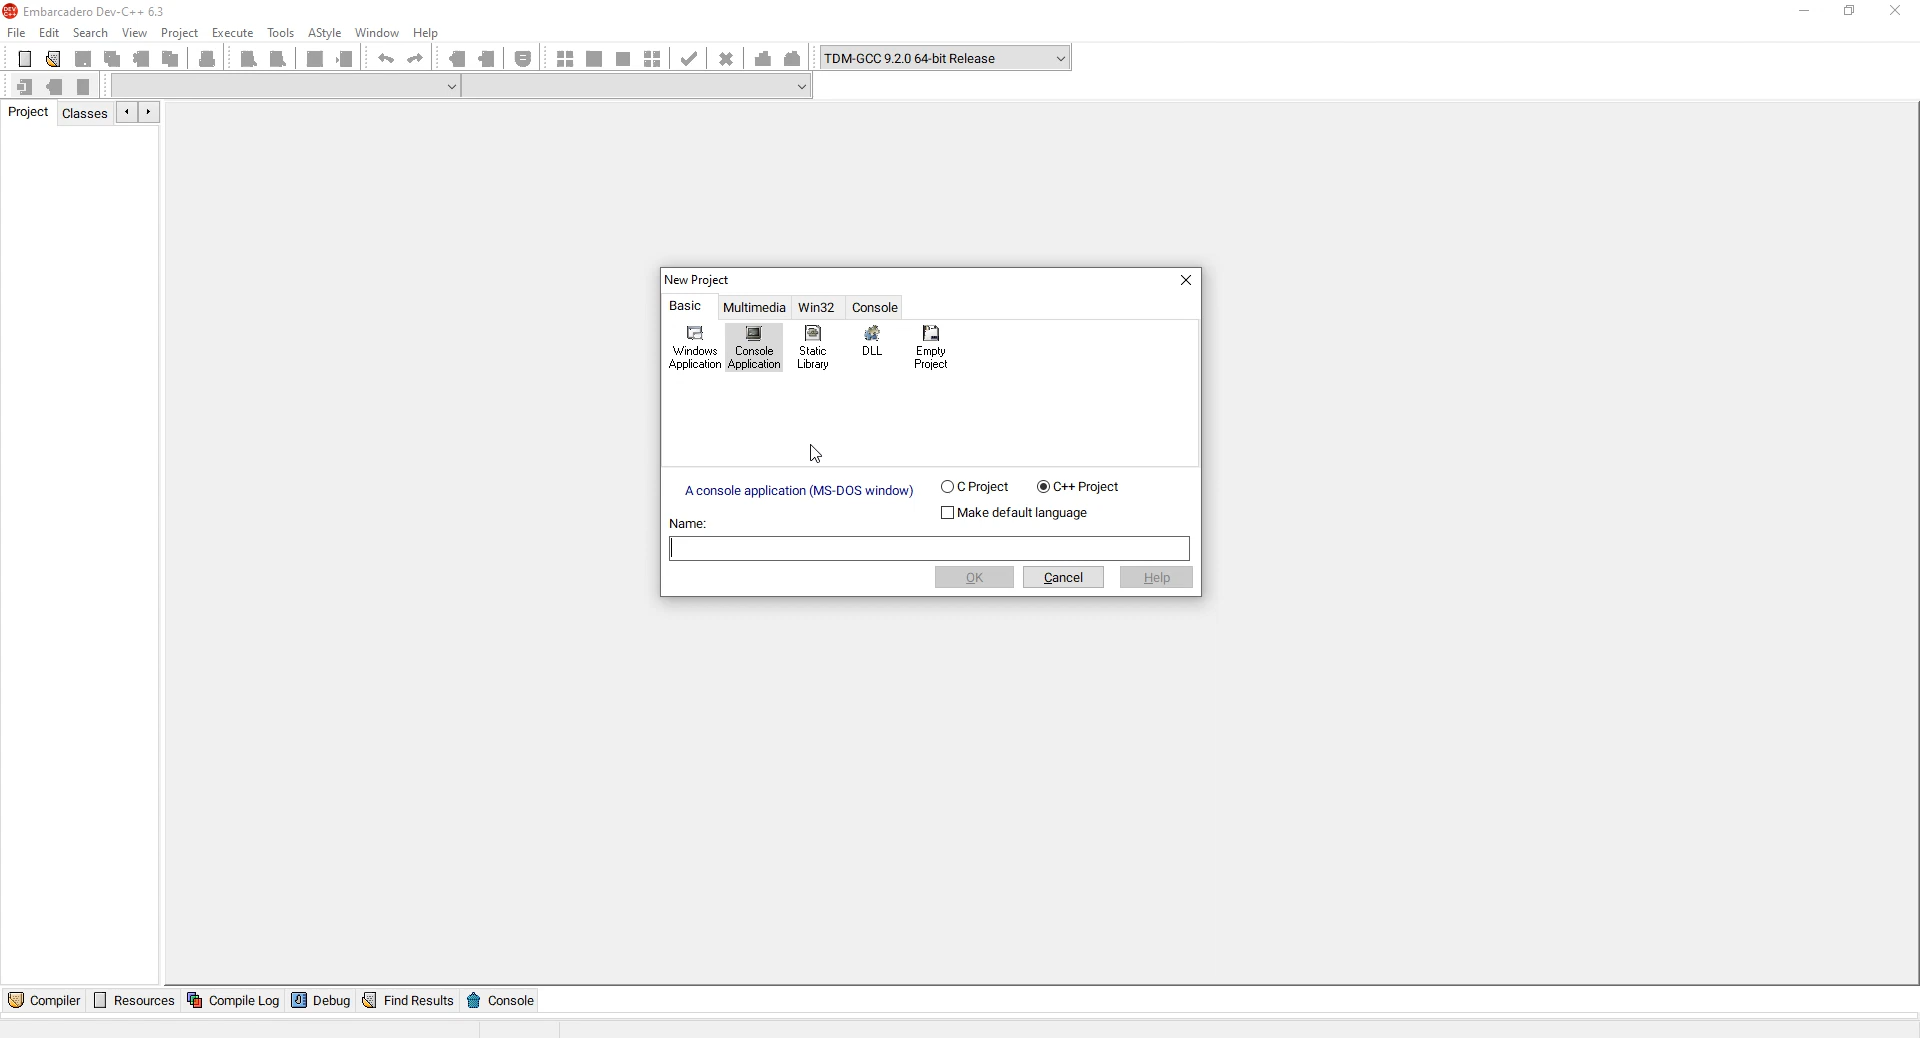 Embarcadero Dev-C++ 6.3
File Edit Search View Project Execute Tools AStyle Window Help
TDM-GCC 9.2.0 64-bit Release
Project Classes
New Project
Basic Multimedia Win32 Console
Windows Application
Console Application
Static Library
DLL
Empty Project
A console application (MS-DOS window)
C Project C++ Project
Make default language
Name:
OK Cancel Help
Compiler Resources Compile Log Debug Find Results Console